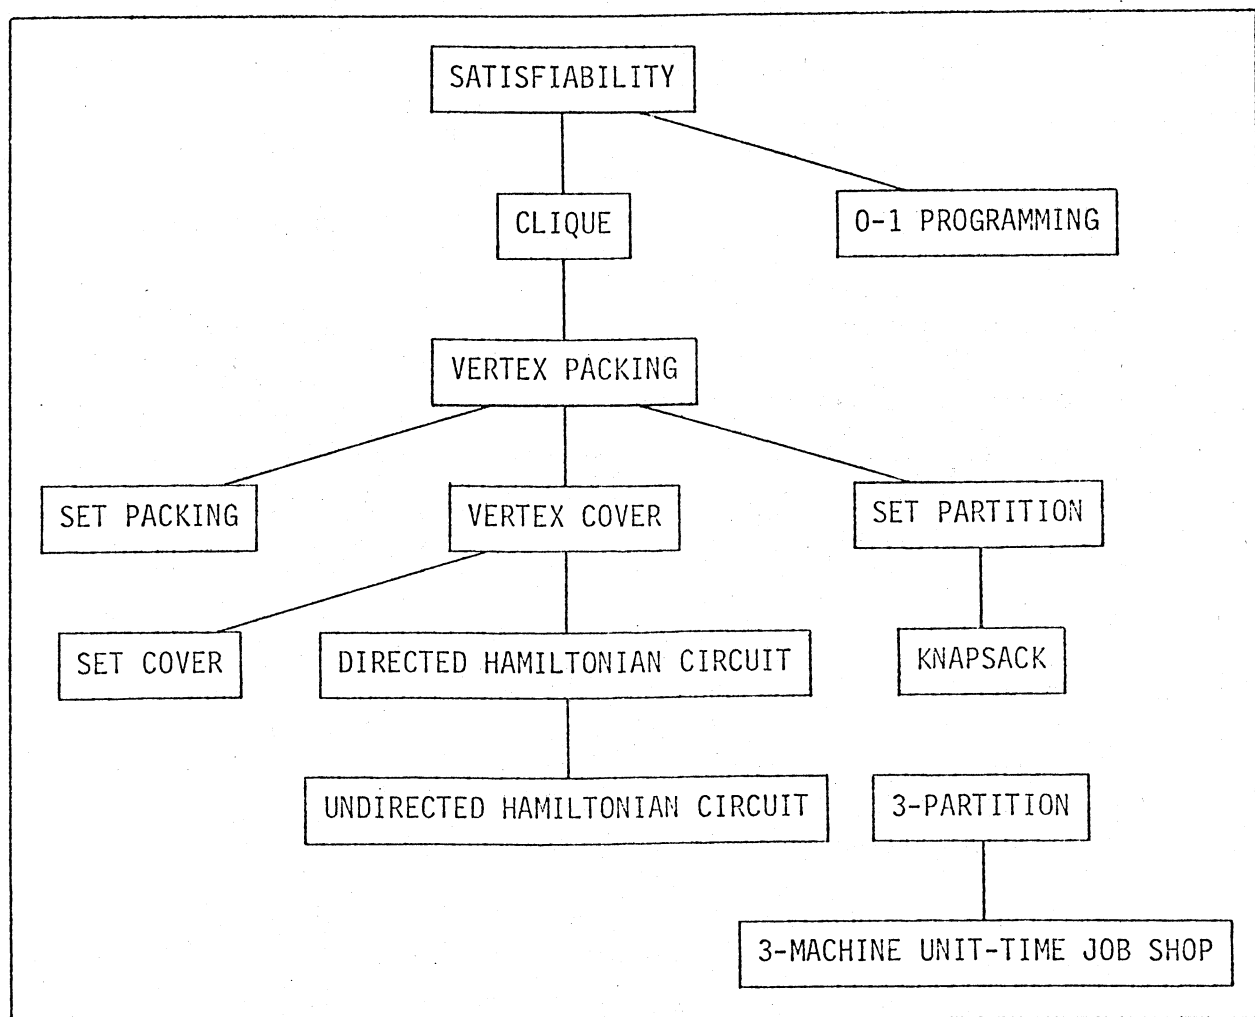 SATISFIABILITY
CLIQUE
0-1 PROGRAMMING
VERTEX PACKING
SET PACKING
VERTEX COVER
SET PARTITION
SET COVER
DIRECTED HAMILTONIAN CIRCUIT
KNAPSACK
UNDIRECTED HAMILTONIAN CIRCUIT
3-PARTITION
3-MACHINE UNIT-TIME JOB SHOP